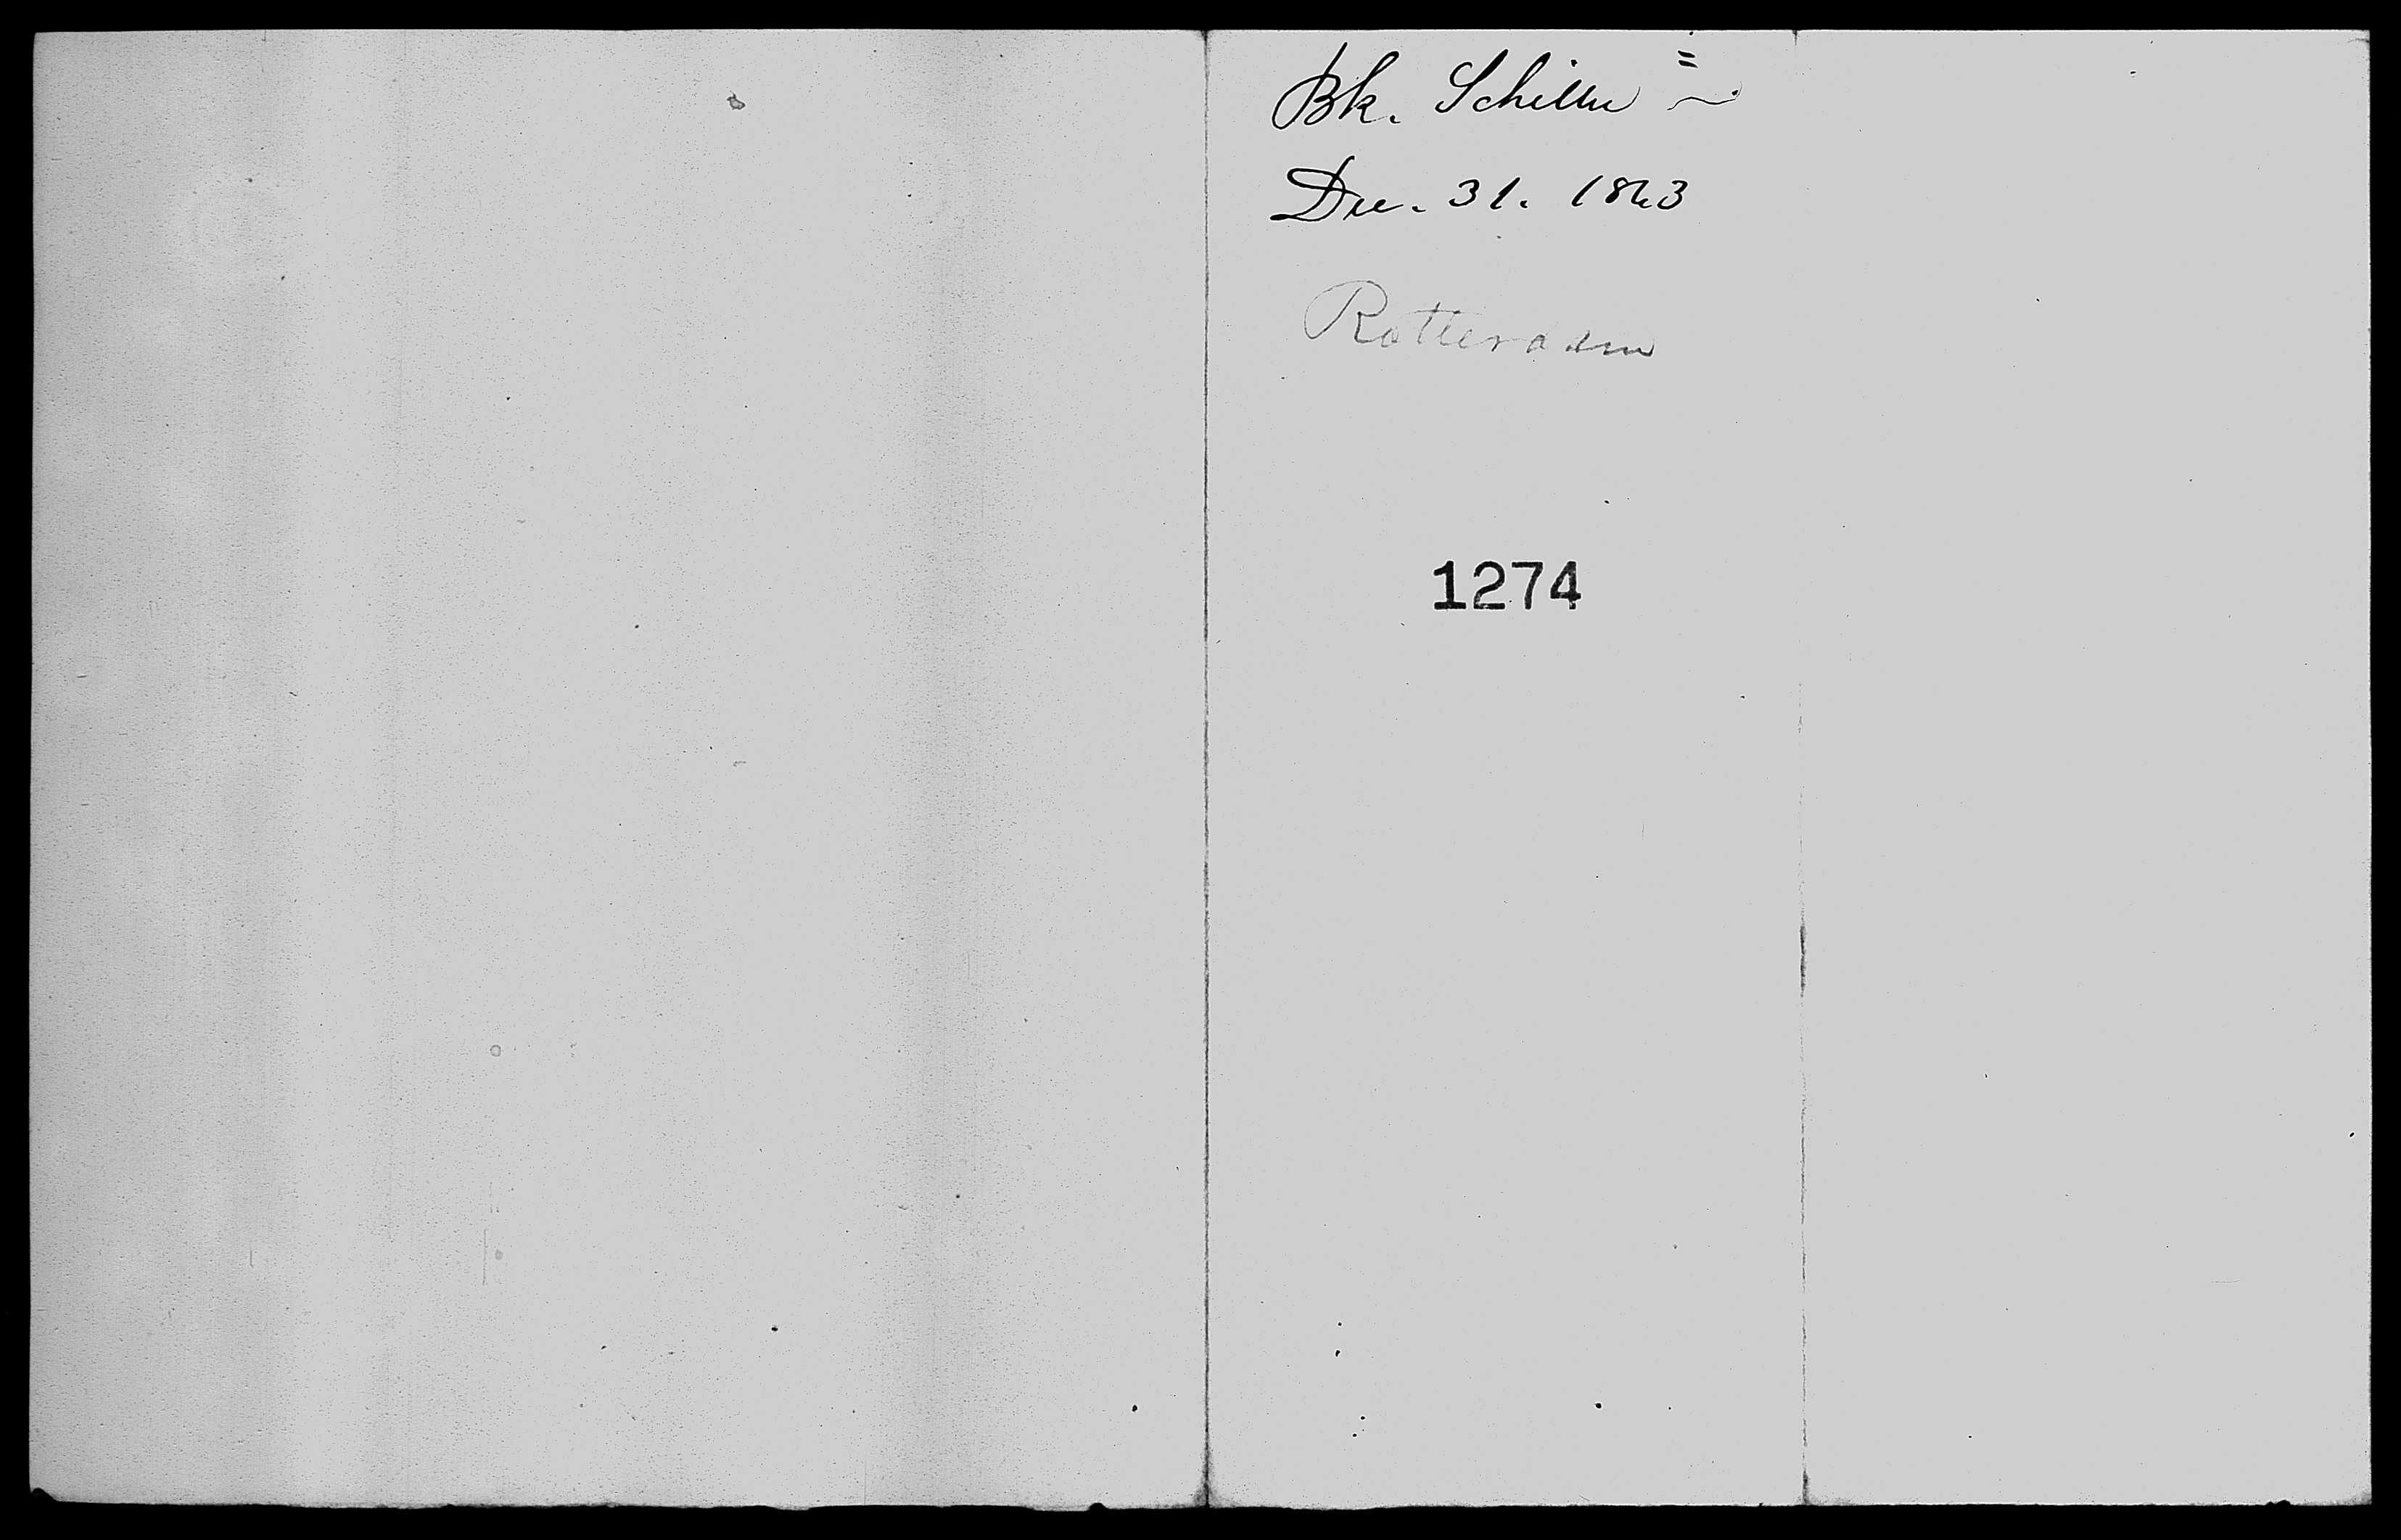 Bk. Schiller
Dec. 31. 1863
Rotterdam
1274